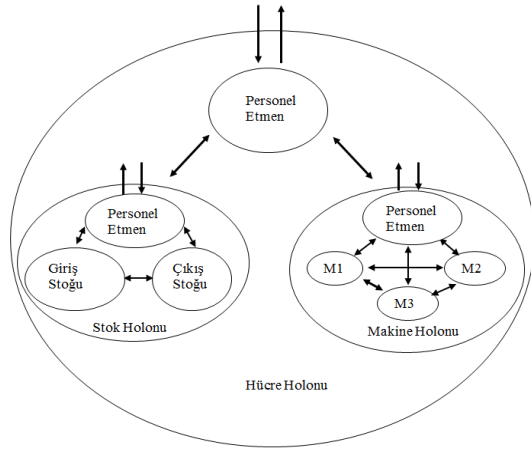 Personel
Etmen
Personel
Etmen
Giriş
Stoğu
Çıkış
Stoğu
Stok Holonu
Personel
Etmen
M1
M2
M3
Makine Holonu
Hücre Holonu